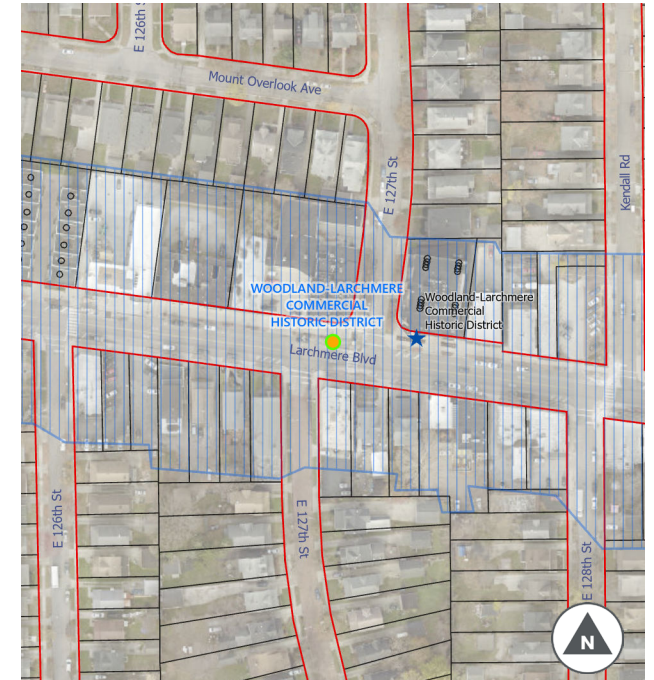 E 126th S
Mount Overlook Ave
E 127th St
Kendall Rd
WOODLAND-LARCHMERE
COMMERCIAL
HISTORIC DISTRICT
Woodland-Larchmere
Commercial
Historic District
Larchmere Blvd
E 126th St
E 127th St
E 128th St
N